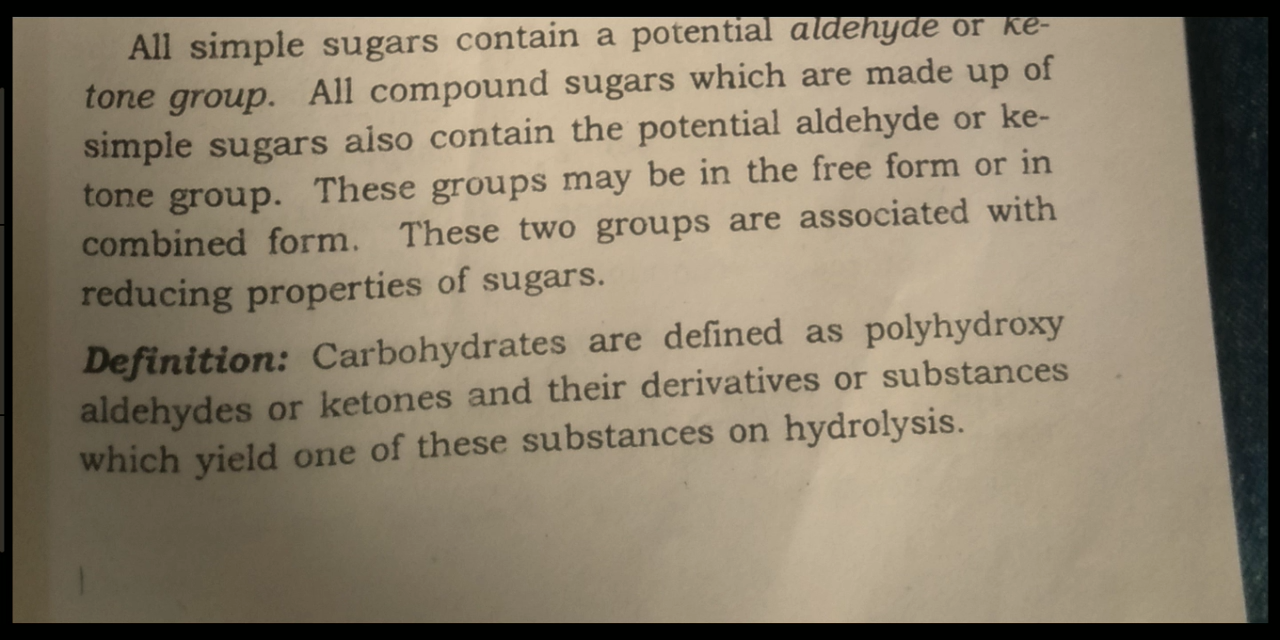 All simple sugars contain a potential aldehyde or ke-
tone group. All compound sugars which are made up of
simple sugars also contain the potential aldehyde or ke-
tone group. These groups may be in the free form or in
combined form. These two groups are associated with
reducing properties of sugars.
Definition: Carbohydrates are defined as polyhydroxy
aldehydes or ketones and their derivatives or substances
which yield one of these substances on hydrolysis.